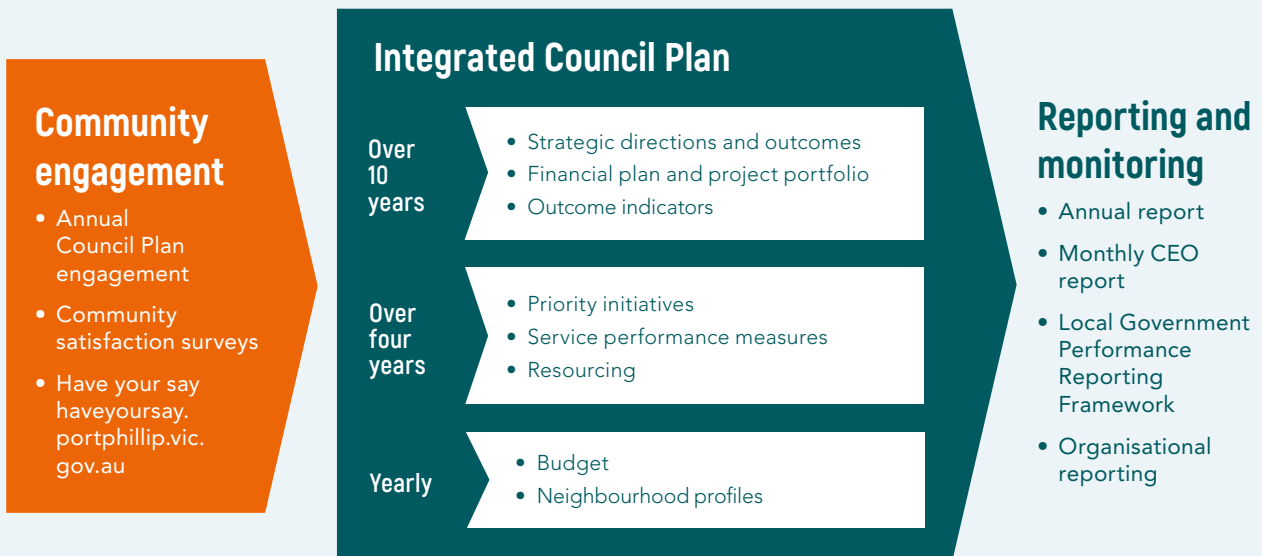 Community
engagement
• Annual
Council Plan
engagement
• Community
satisfaction surveys
• Have your say
haveyoursay.
portphillip.vic.
gov.au
Integrated Council Plan
Over
10
years
• Strategic directions and outcomes
• Financial plan and project portfolio
• Outcome indicators
Over
four
years
• Priority initiatives
• Service performance measures
• Resourcing
Yearly
• Budget
• Neighbourhood profiles
Reporting and
monitoring
• Annual report
• Monthly CEO
report
• Local Government
Performance
Reporting
Framework
• Organisational
reporting